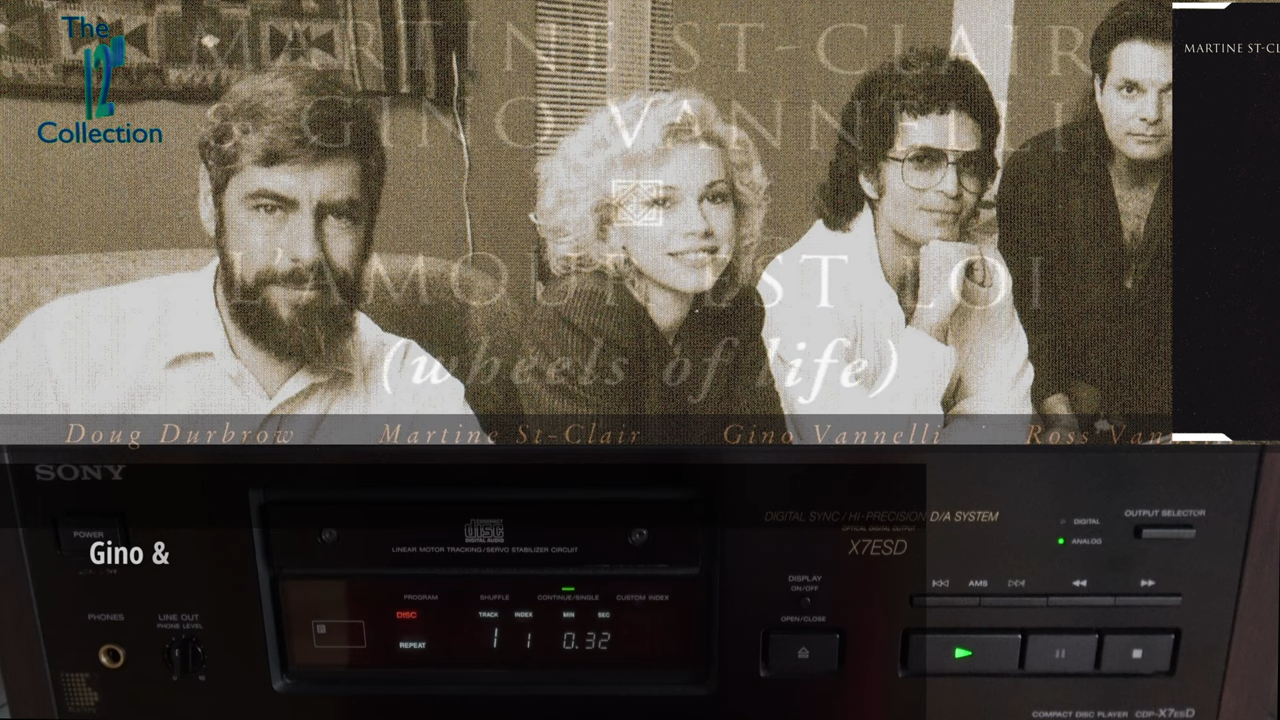 The
12"
Collection
MARTINE ST-CLAIR
& GINO VANNELLI
MARTINE ST-CL
L'AMOUR EST LOI
(wheels of life)
Doug Durbrow Martine St-Clair Gino Vannelli Ross Van
SONY
POWER
Gino &
PHONES
LINE OUT
PHONE LEVEL
COMPACT
disc
DIGITAL AUDIO
LINEAR MOTOR TRACKING/SERVO STABILIZER CIRCUIT
PROGRAM SHUFFLE CONTINUE/SINGLE CUSTOM INDEX
DISC TRACK INDEX MIN SEC
REPEAT 1 1 0.32
DIGITAL SYNC / HI-PRECISION D/A SYSTEM
OPTICAL DIGITAL OUTPUT
X7ESD
DISPLAY
ON/OFF
OPEN/CLOSE
DIGITAL
ANALOG
OUTPUT SELECTOR
AMS
COMPACT DISC PLAYER CDP-X7ESD